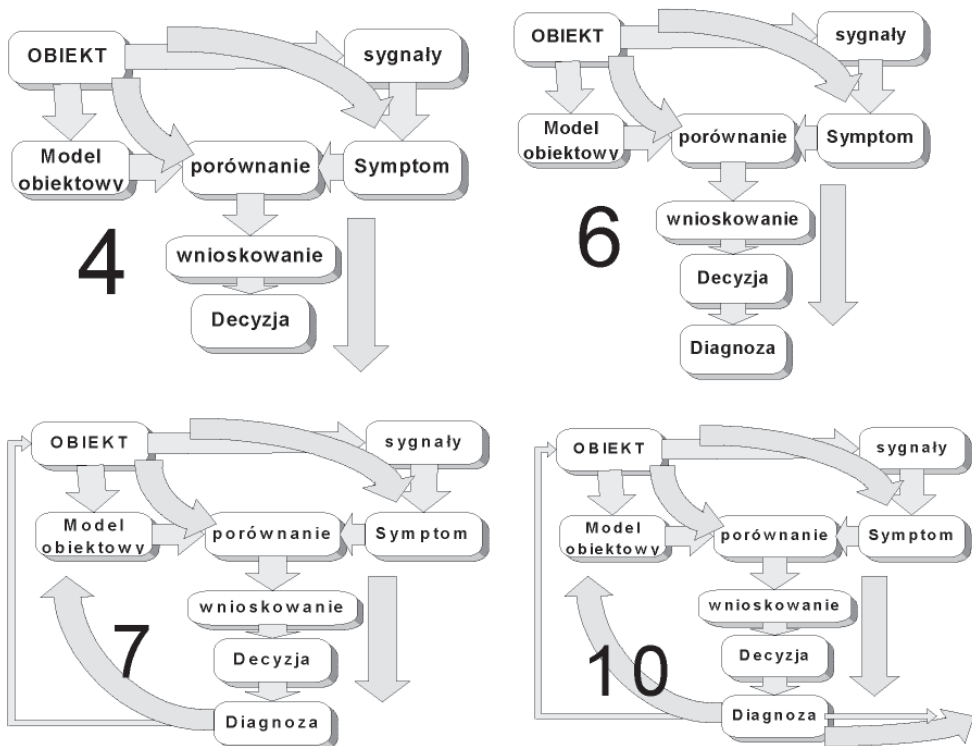 OBIEKT
sygnały
Model
obiektowy
porównanie
Symptom
4
wnioskowanie
Decyzja
OBIEKT
sygnały
Model
obiektowy
porównanie
Symptom
6
wnioskowanie
Decyzja
Diagnoza
OBIEKT
sygnały
Model
obiektowy
porównanie
Symptom
wnioskowanie
7
Decyzja
Diagnoza
OBIEKT
sygnały
Model
obiektowy
porównanie
Symptom
wnioskowanie
10
Decyzja
Diagnoza